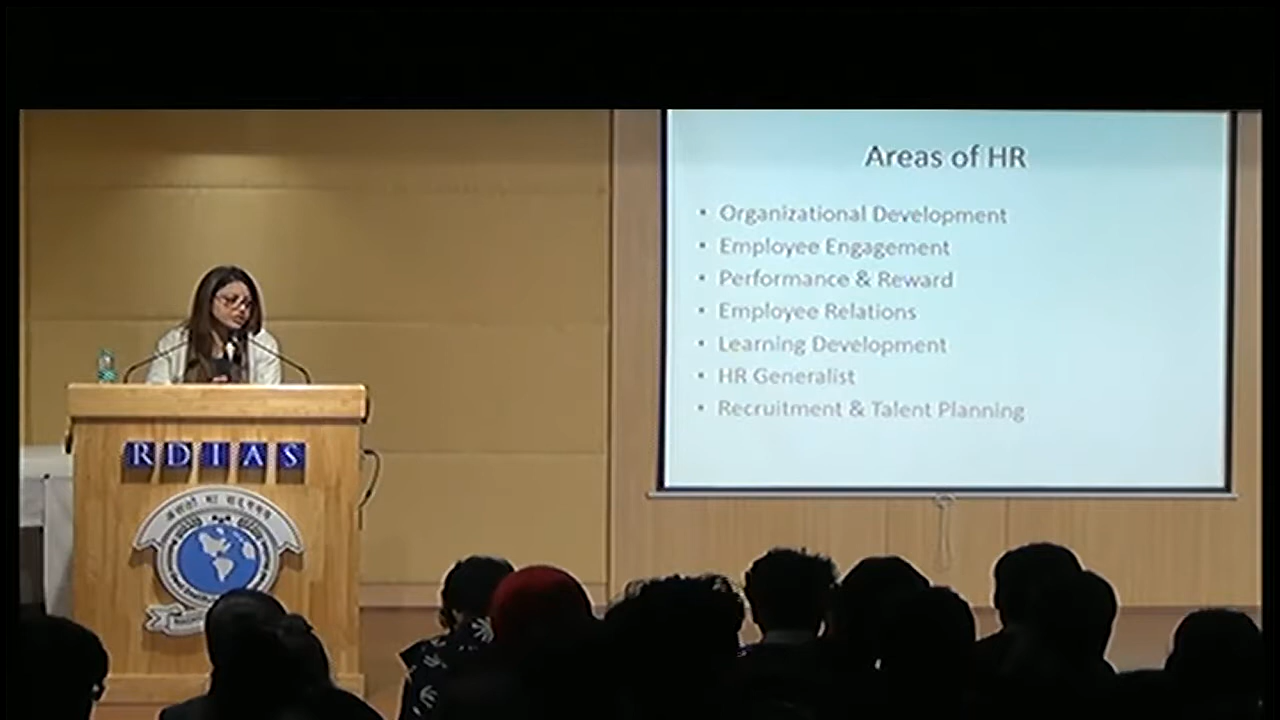 Areas of HR
• Organizational Development
• Employee Engagement
• Performance & Reward
• Employee Relations
• Learning Development
• HR Generalist
• Recruitment & Talent Planning
RDIAS